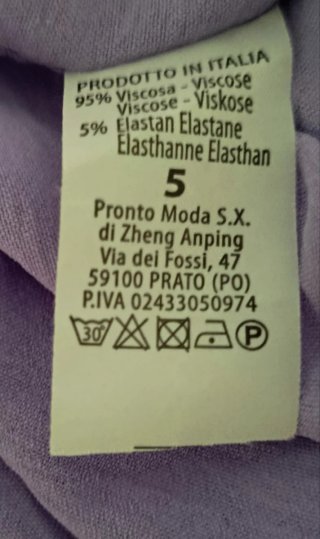 PRODOTTO IN ITALIA
95% Viscosa - Viscose
Viscose - Viskose
5% Elastan Elastane
Elasthanne Elasthan
5
Pronto Moda S.X.
di Zheng Anping
Via dei Fossi, 47
59100 PRATO (PO)
P.IVA 02433050974
30° P